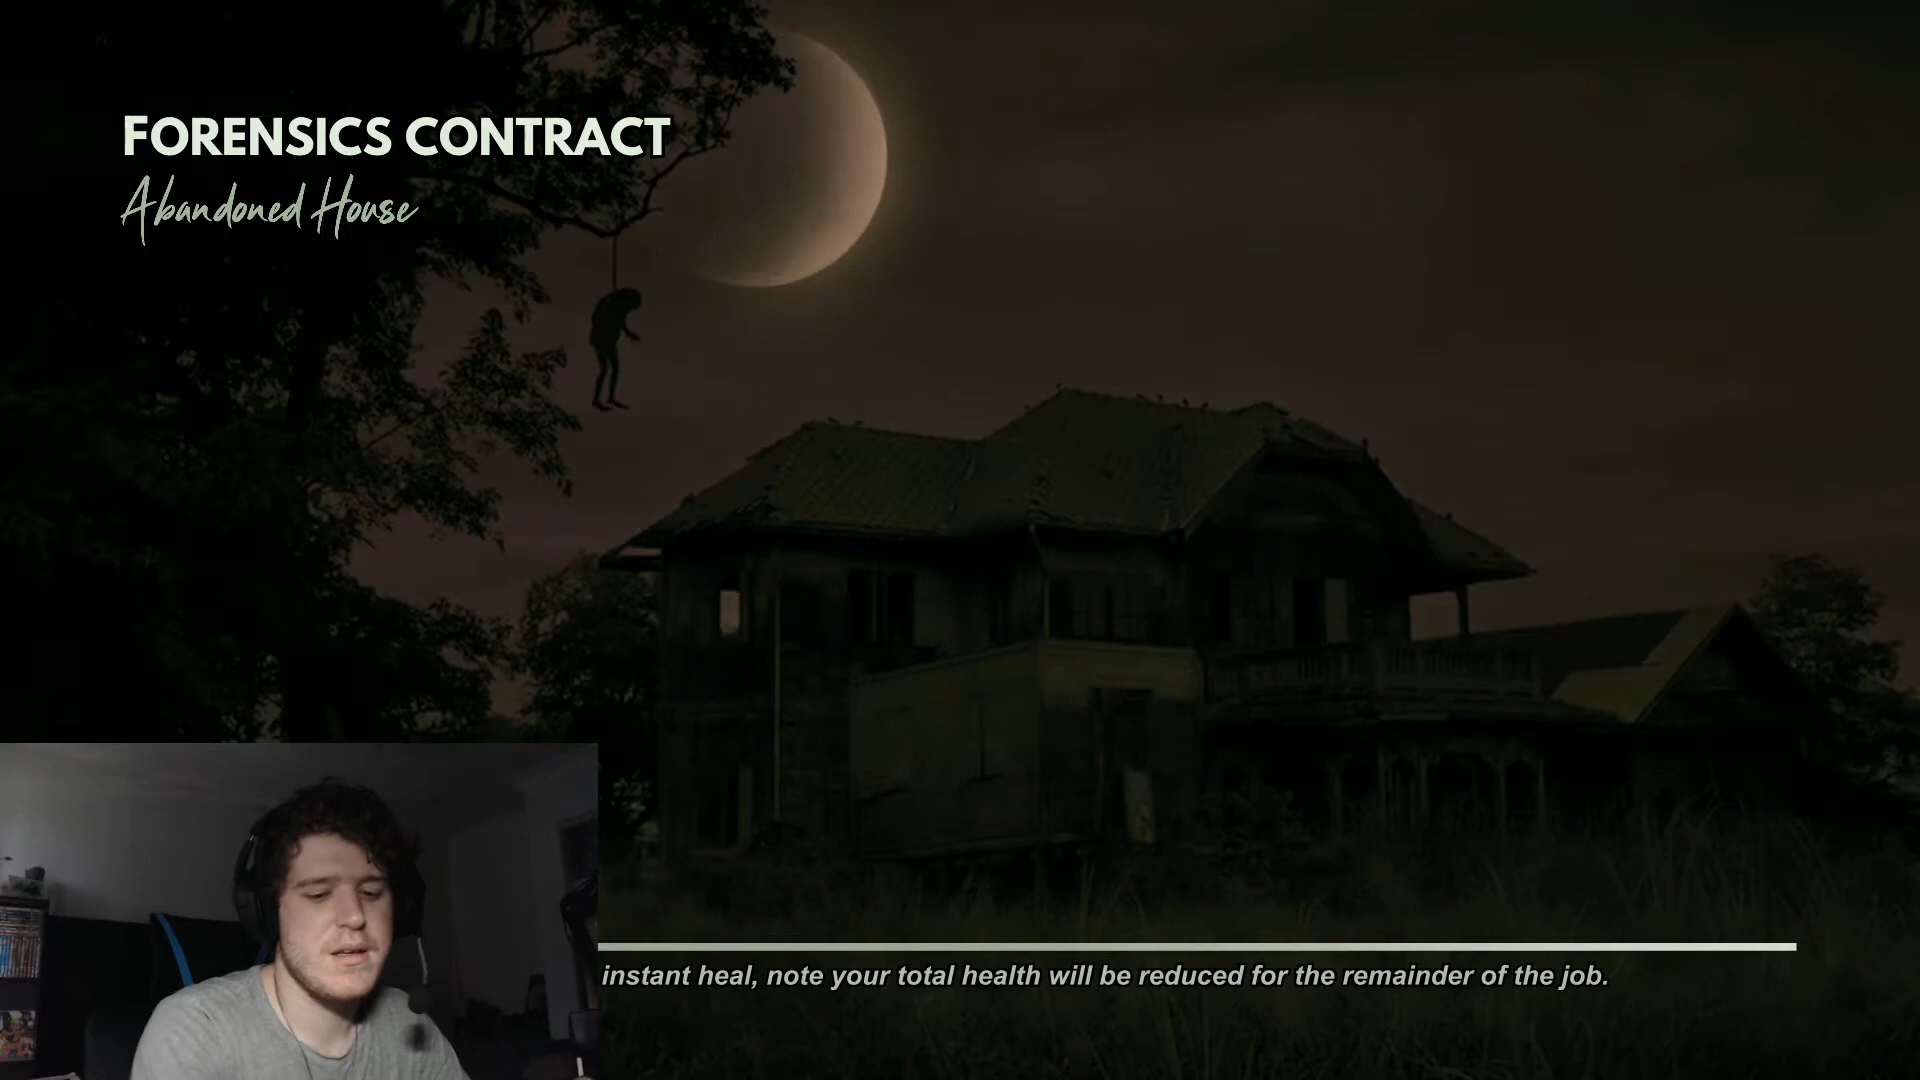 FORENSICS CONTRACT
Abandoned House
instant heal, note your total health will be reduced for the remainder of the job.